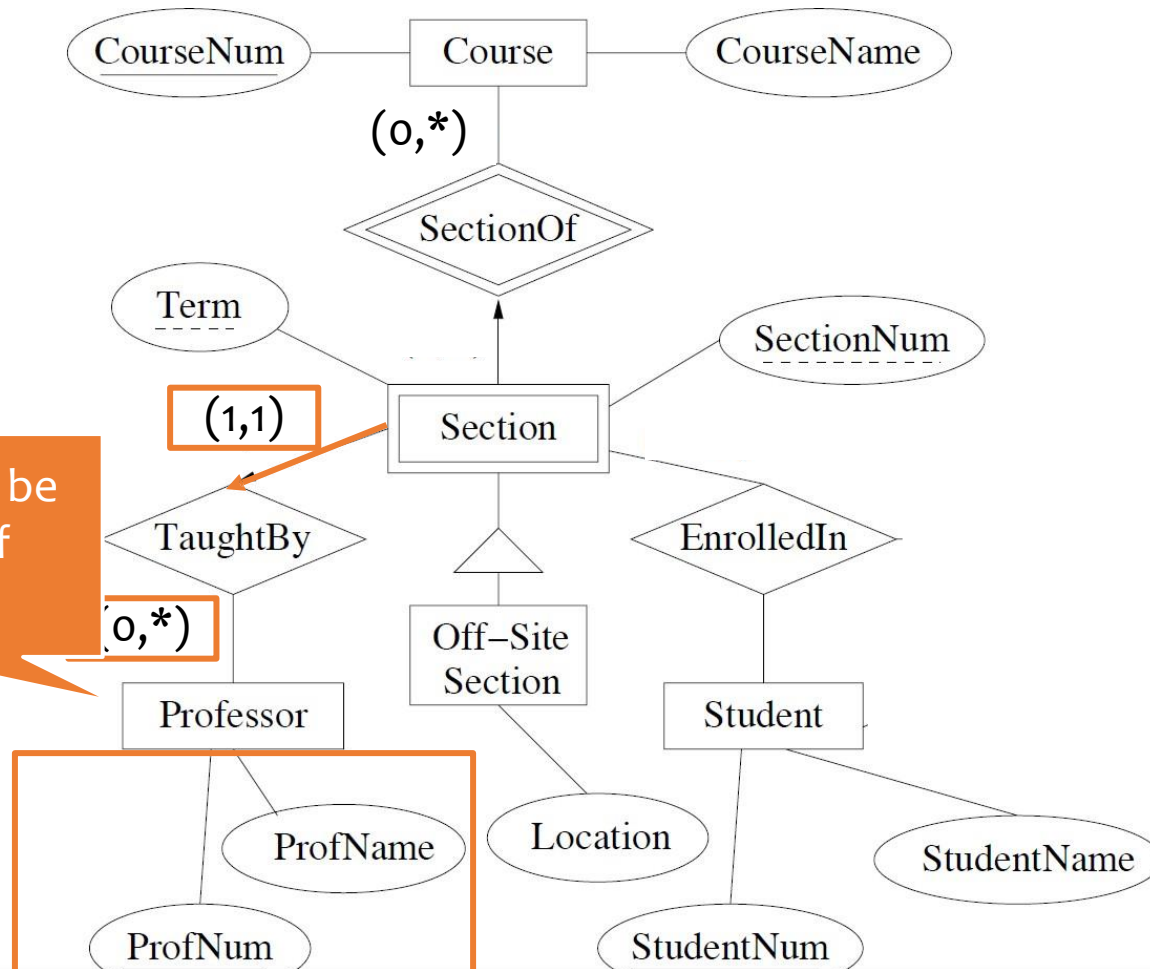 CourseNum
Course
CourseName
(0,*)
SectionOf
Term
SectionNum
(1,1)
Section
be
f
TaughtBy
EnrolledIn
(0,*)
Off–Site
Section
Professor
Student
ProfName
Location
StudentName
ProfNum
StudentNum